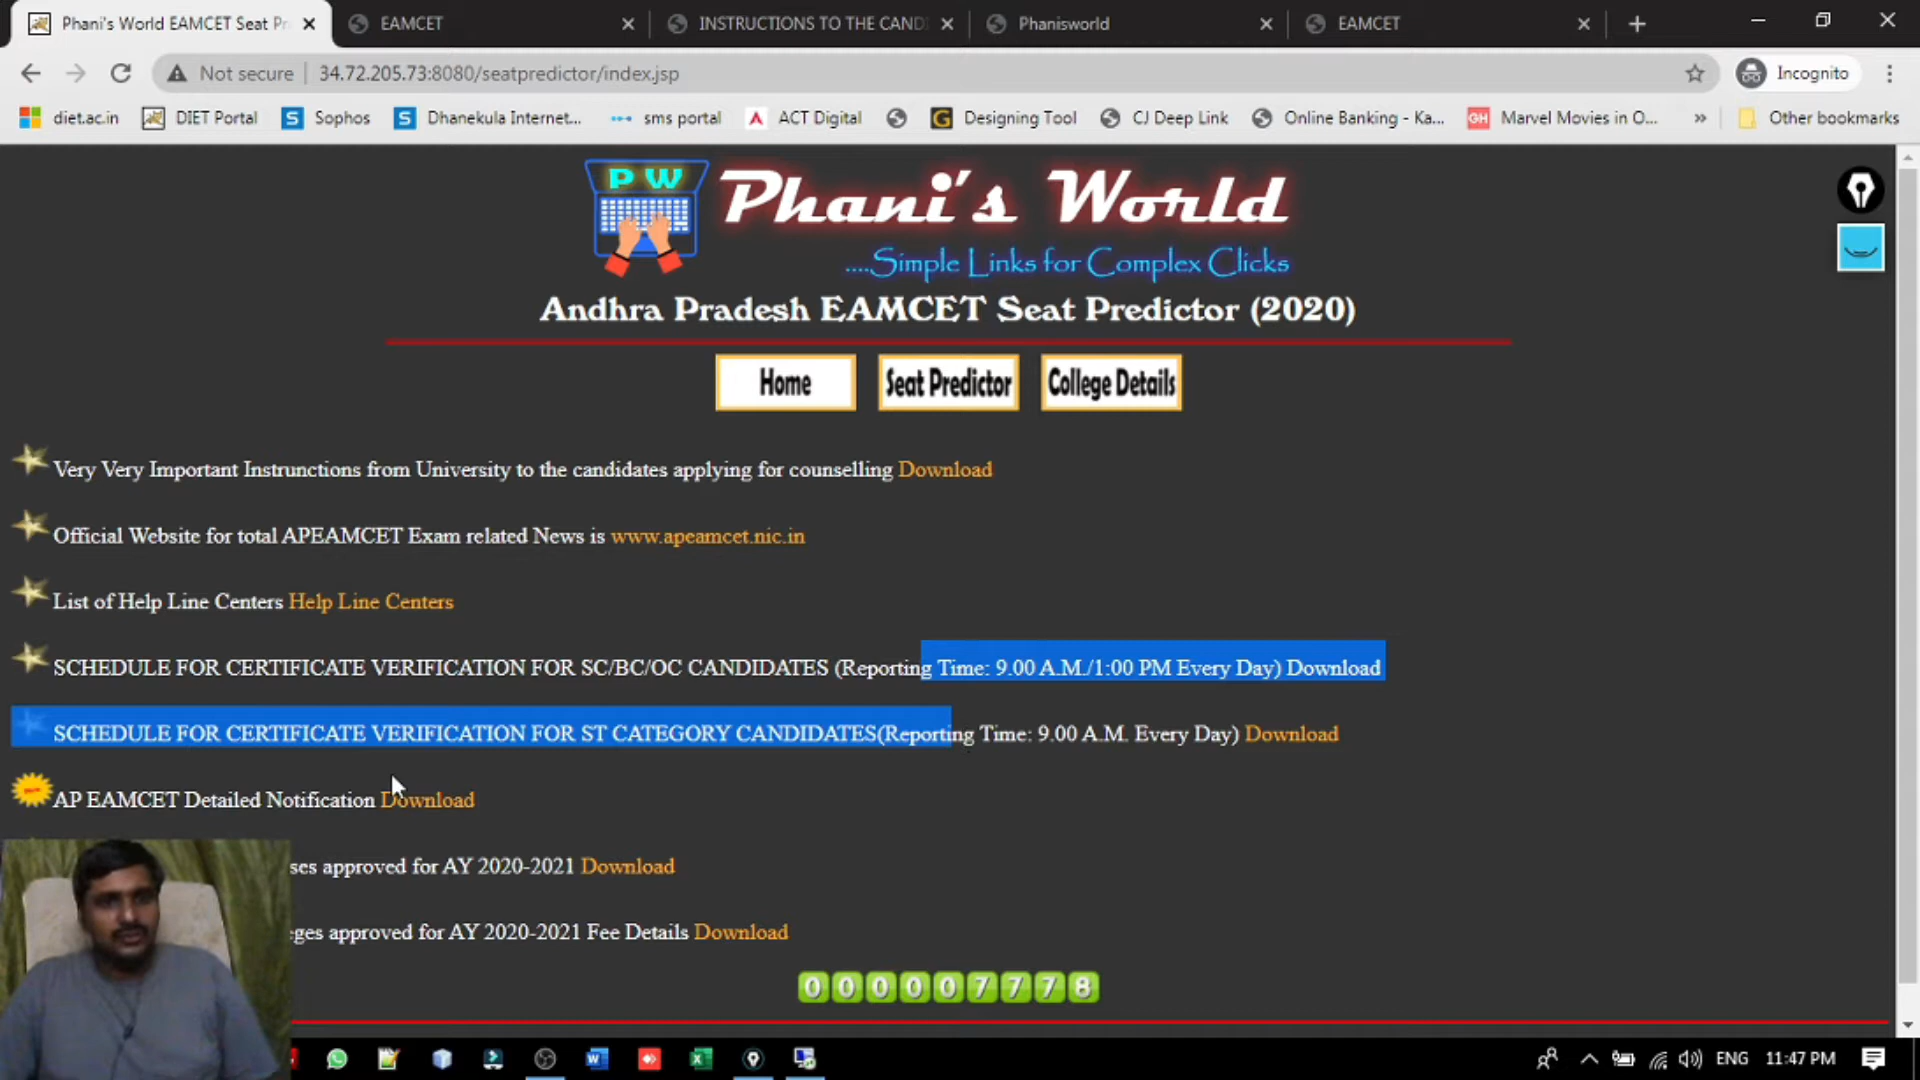 Phani's World EAMCET Seat Pr
EAMCET
INSTRUCTIONS TO THE CAND
Phanisworld
EAMCET
Not secure
34.72.205.73:8080/seatpredictor/index.jsp
Incognito
diet.ac.in
DIET Portal
Sophos
Dhanekula Internet...
sms portal
ACT Digital
Designing Tool
CJ Deep Link
Online Banking - Ka...
GH
Marvel Movies in O...
Other bookmarks
P W
Phani's World
....Simple Links for Complex Clicks
Andhra Pradesh EAMCET Seat Predictor (2020)
Home
Seat Predictor
College Details
Very Very Important Instrunctions from University to the candidates applying for counselling Download
Official Website for total APEAMCET Exam related News is www.apeamcet.nic.in
List of Help Line Centers Help Line Centers
SCHEDULE FOR CERTIFICATE VERIFICATION FOR SC/BC/OC CANDIDATES (Reporting Time: 9.00 A.M./1:00 PM Every Day) Download
SCHEDULE FOR CERTIFICATE VERIFICATION FOR ST CATEGORY CANDIDATES(Reporting Time: 9.00 A.M. Every Day) Download
AP EAMCET Detailed Notification Download
ses approved for AY 2020-2021 Download
eges approved for AY 2020-2021 Fee Details Download
000007778
ENG
11:47 PM